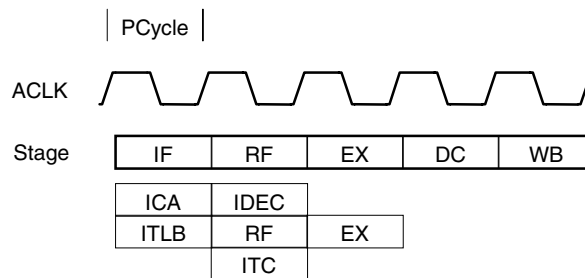 PCycle
ACLK
Stage IF RF EX DC WB
ICA IDEC
ITLB RF EX
ITC